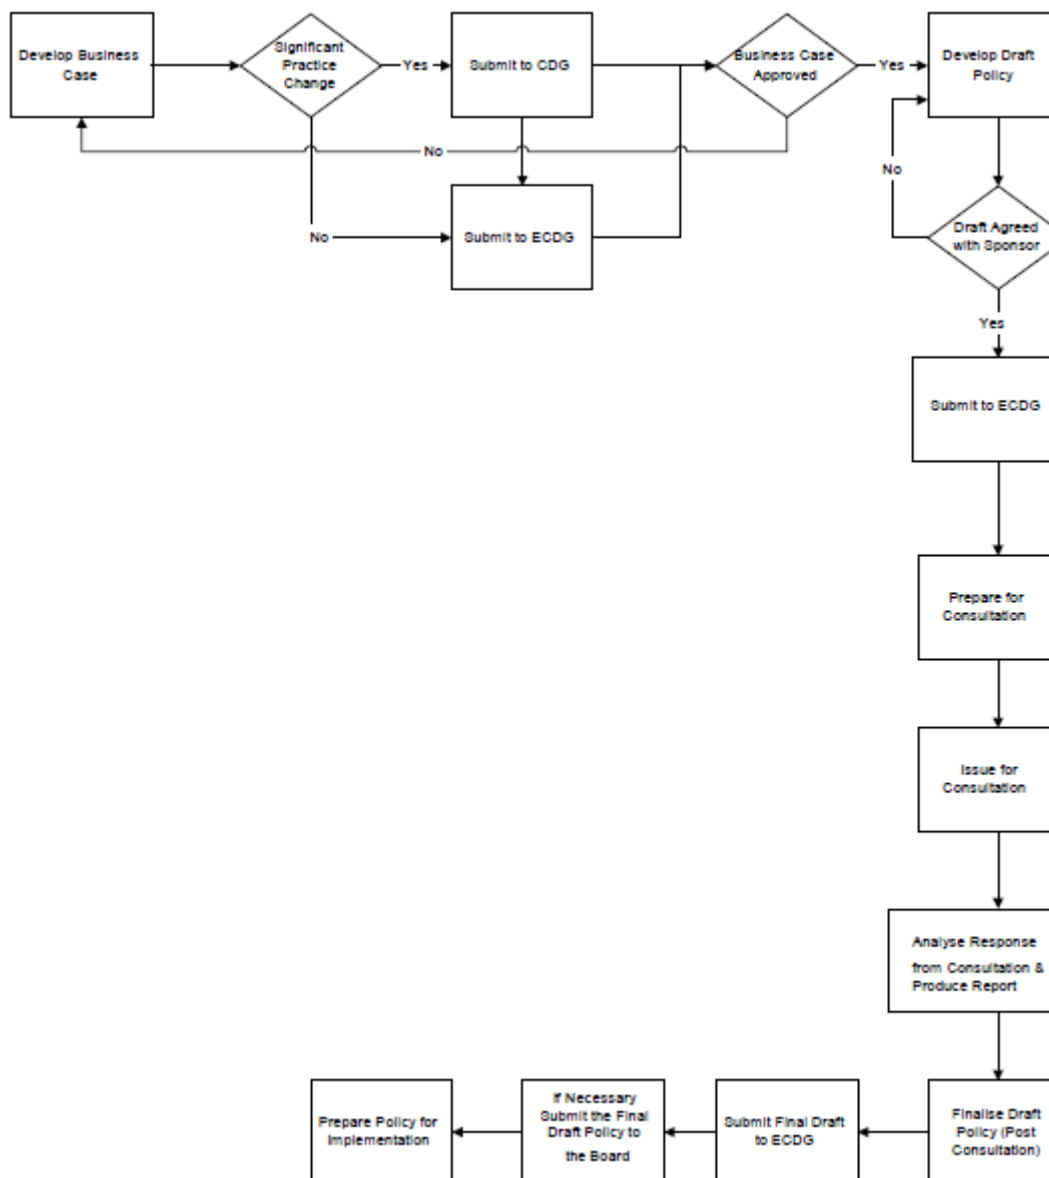 Develop Business
Case
Significant
Practice
Change
Yes
Submit to CDG
Business Case
Approved
Yes
Develop Draft
Policy
No
No
No
Submit to ECDG
Draft Agreed
with Sponsor
Yes
Submit to ECDG
Prepare for
Consultation
Issue for
Consultation
Analyse Response
from Consultation &
Produce Report
Finalise Draft
Policy (Post
Consultation)
Submit Final Draft
to ECDG
If Necessary
Submit the Final
Draft Policy to
the Board
Prepare Policy for
Implementation